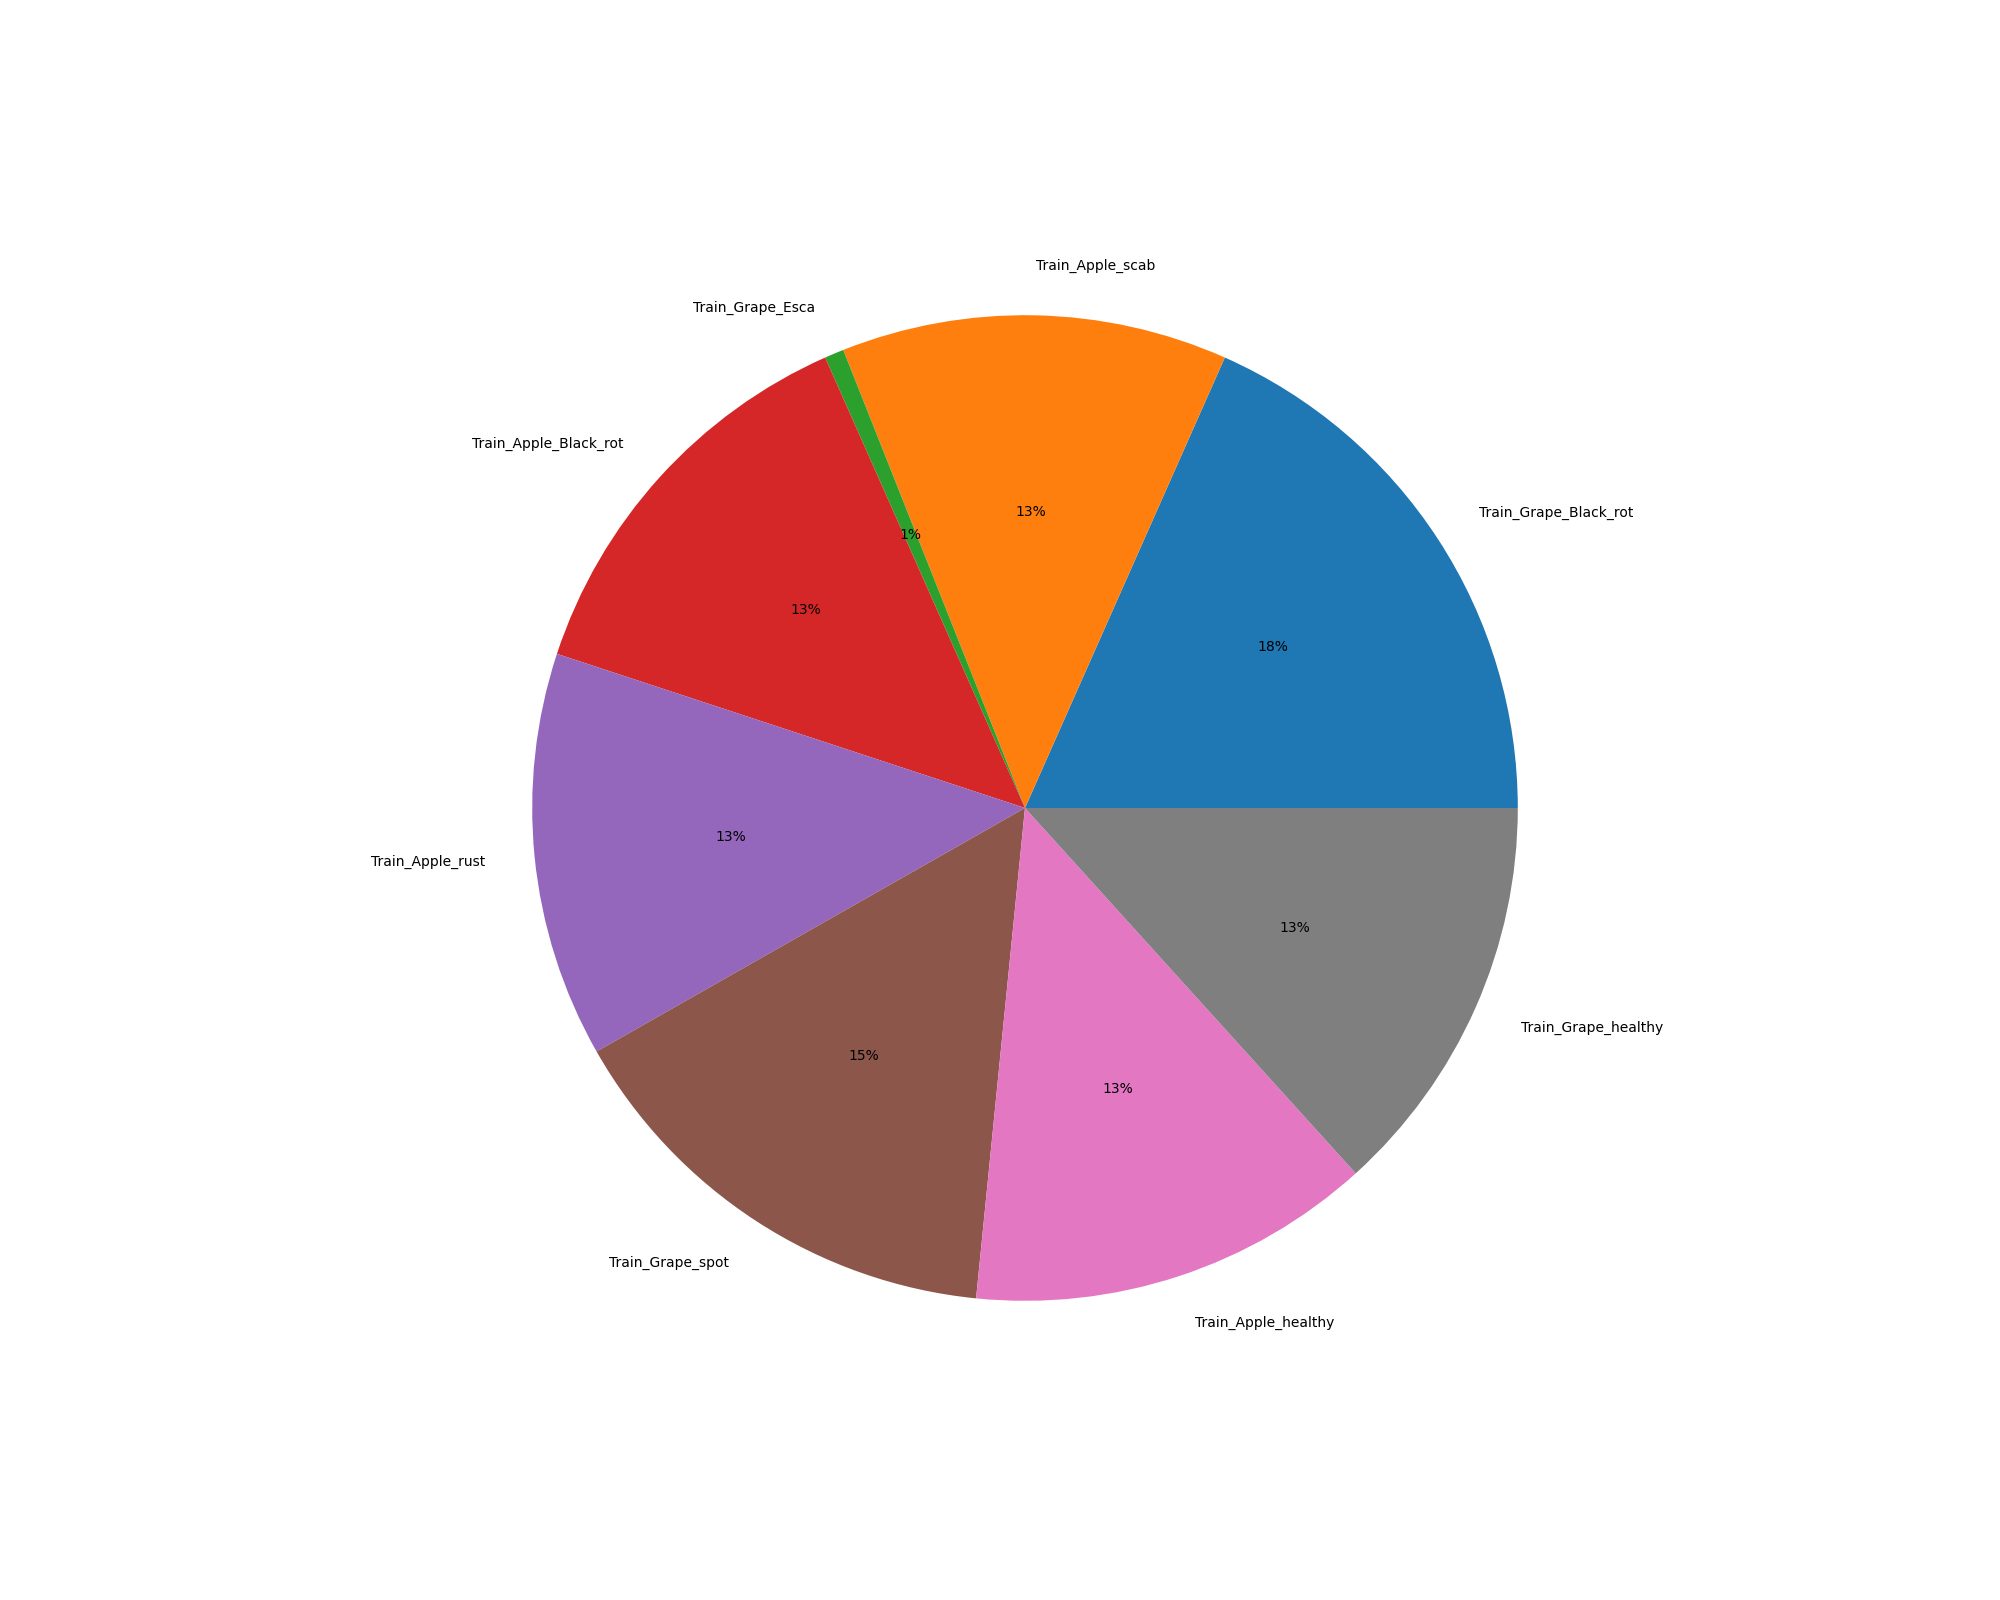 Train_Apple_scab
Train_Grape_Esca
Train_Apple_Black_rot
Train_Grape_Black_rot
13%
1%
13%
18%
13%
Train_Apple_rust
13%
Train_Grape_healthy
15%
13%
Train_Grape_spot
Train_Apple_healthy